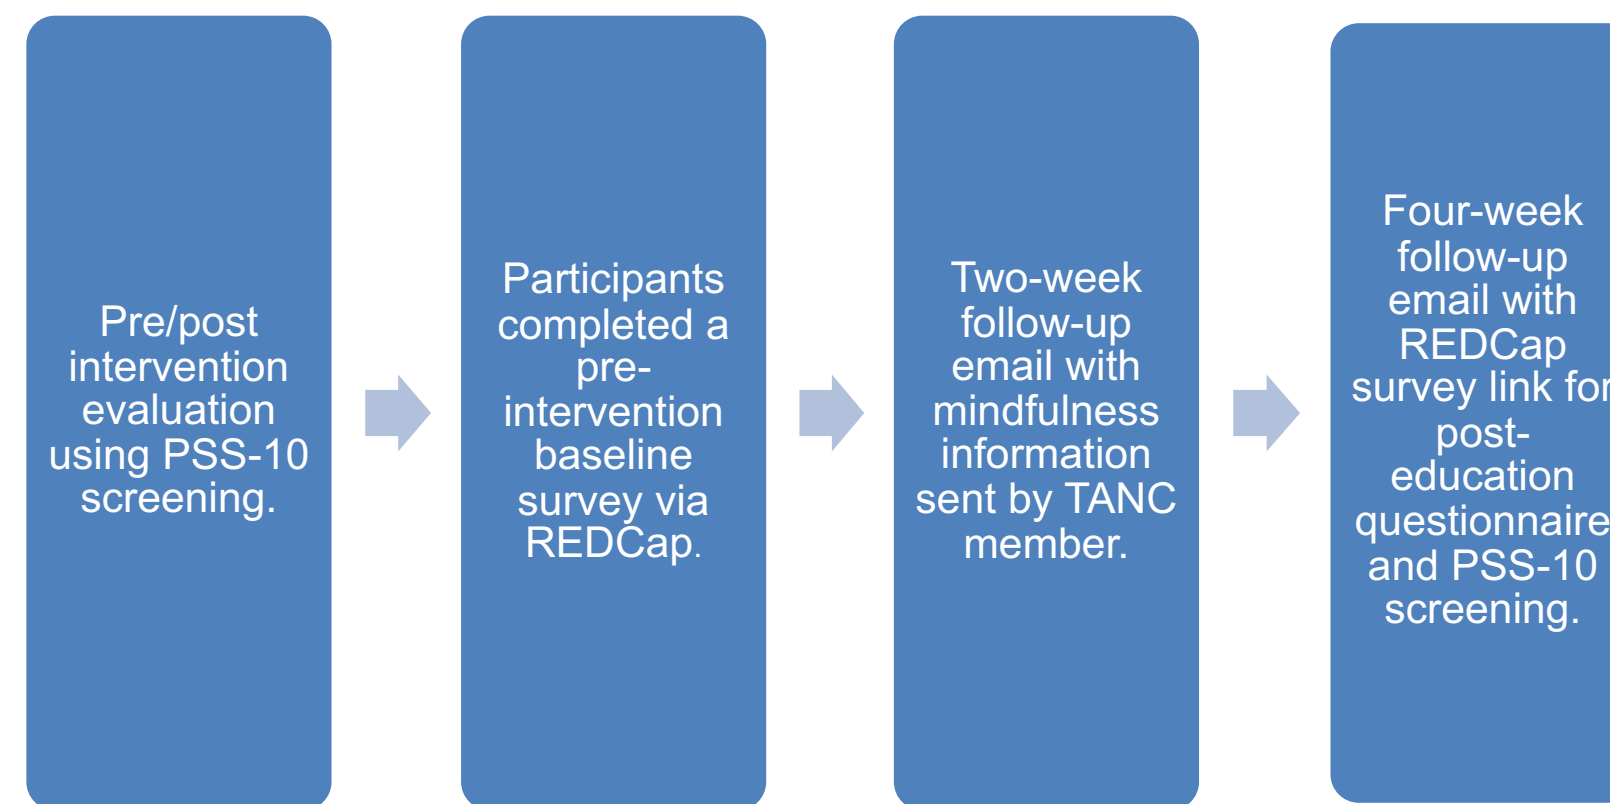 Pre/post
intervention
evaluation
using PSS-10
screening.
Participants
completed a
pre-
intervention
baseline
survey via
REDCap.
Two-week
follow-up
email with
mindfulness
information
sent by TANC
member.
Four-week
follow-up
email with
REDCap
survey link for
post-
education
questionnaire
and PSS-10
screening.